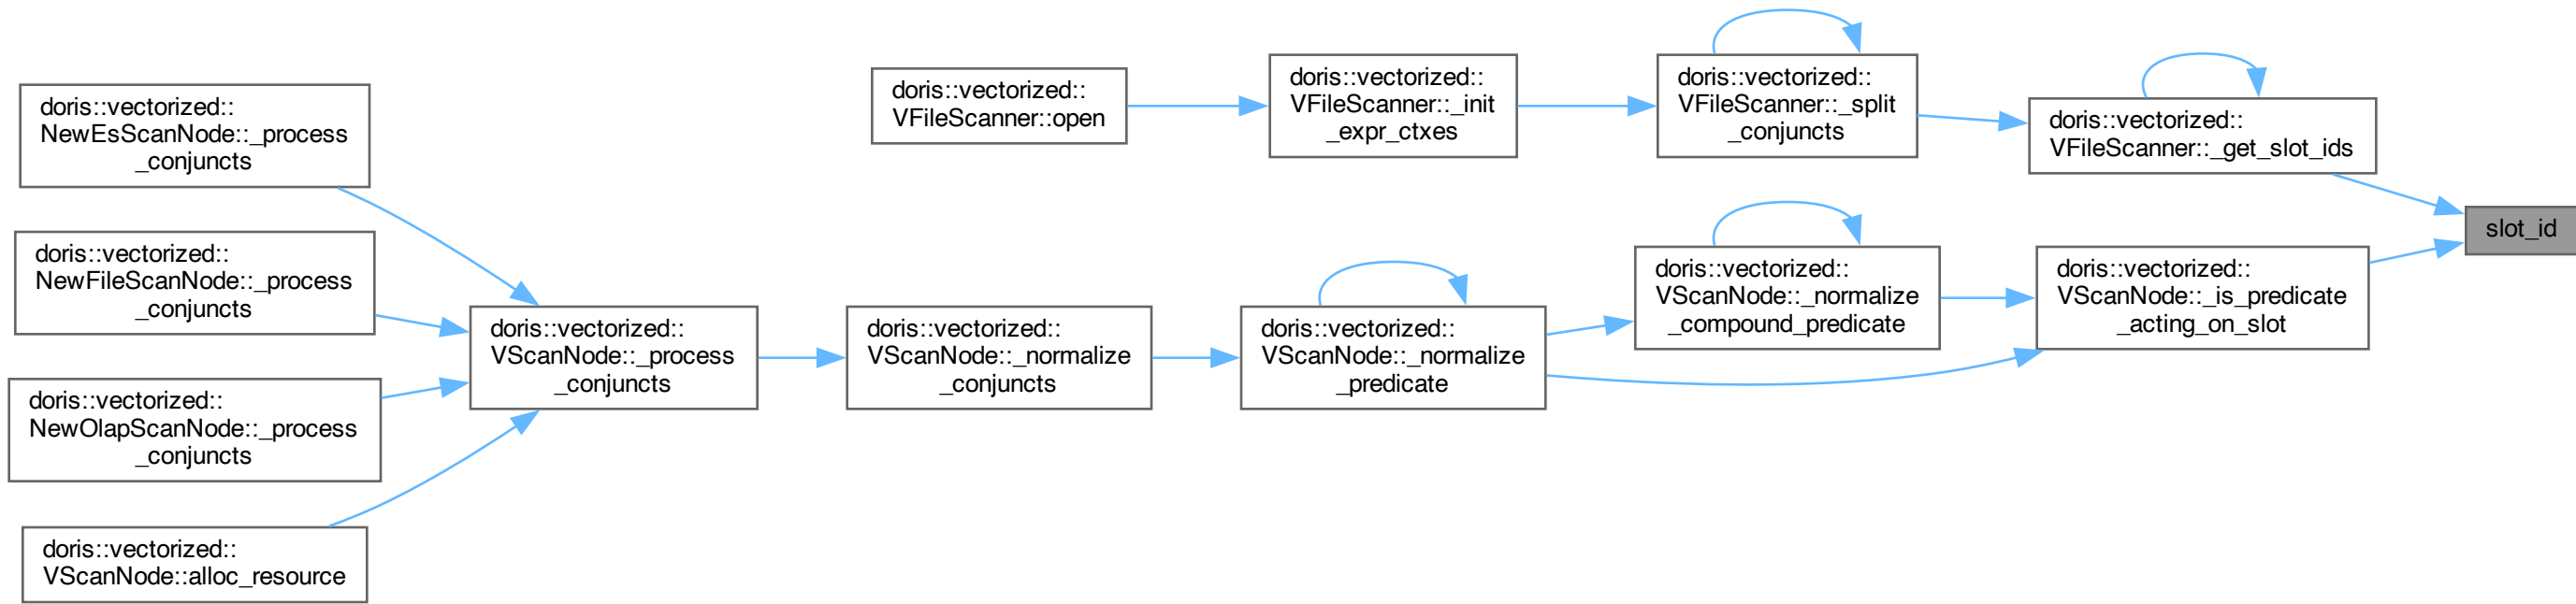 doris::vectorized::
NewEsScanNode::_process
_conjuncts
doris::vectorized::
NewFileScanNode::_process
_conjuncts
doris::vectorized::
NewOlapScanNode::_process
_conjuncts
doris::vectorized::
VScanNode::alloc_resource
doris::vectorized::
VScanNode::_process
_conjuncts
doris::vectorized::
VScanNode::_normalize
_conjuncts
doris::vectorized::
VFileScanner::open
doris::vectorized::
VFileScanner::_init
_expr_ctxes
doris::vectorized::
VScanNode::_normalize
_predicate
doris::vectorized::
VFileScanner::_split
_conjuncts
doris::vectorized::
VScanNode::_normalize
_compound_predicate
doris::vectorized::
VFileScanner::_get_slot_ids
doris::vectorized::
VScanNode::_is_predicate
_acting_on_slot
slot_id